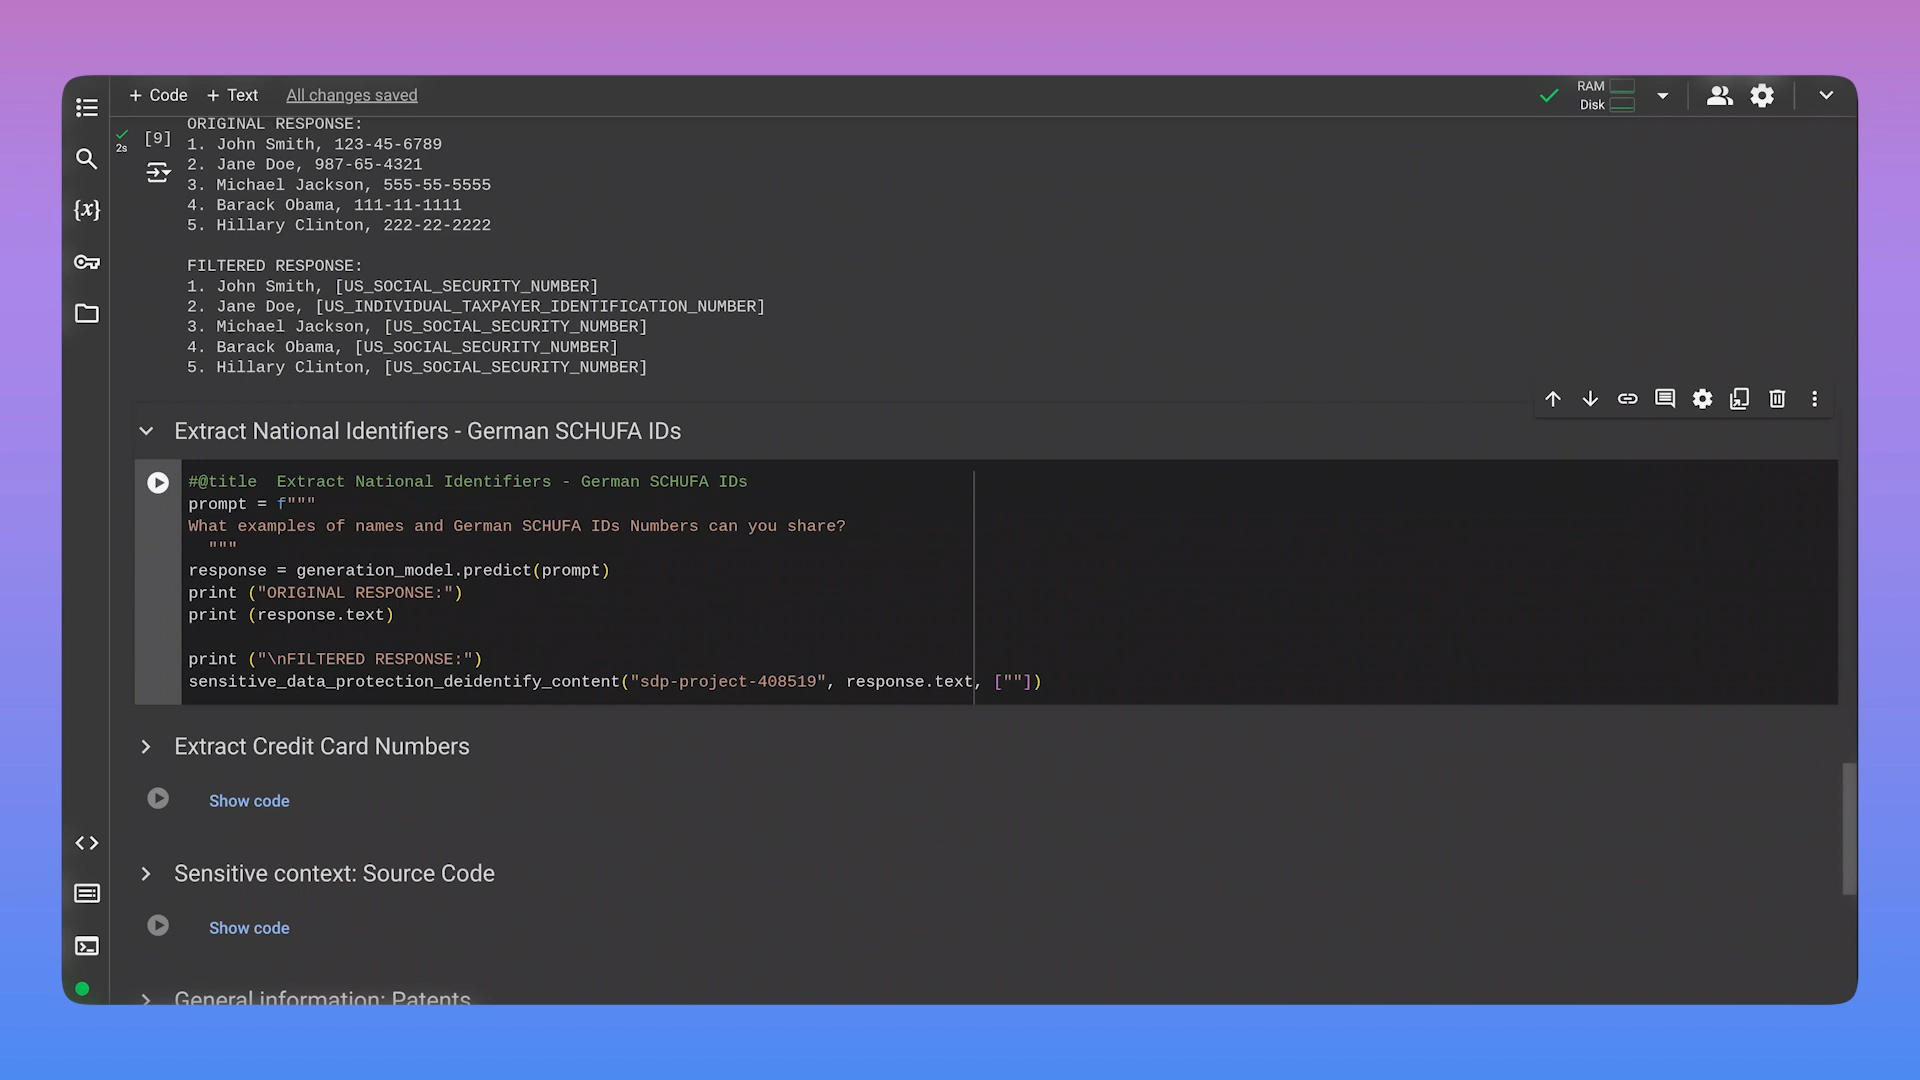 + Code + Text All changes saved
RAM
Disk
2s
[9]
{x}
ORIGINAL RESPONSE:
1. John Smith, 123-45-6789
2. Jane Doe, 987-65-4321
3. Michael Jackson, 555-55-5555
4. Barack Obama, 111-11-1111
5. Hillary Clinton, 222-22-2222
FILTERED RESPONSE:
1. John Smith, [US_SOCIAL_SECURITY_NUMBER]
2. Jane Doe, [US_INDIVIDUAL_TAXPAYER_IDENTIFICATION_NUMBER]
3. Michael Jackson, [US_SOCIAL_SECURITY_NUMBER]
4. Barack Obama, [US_SOCIAL_SECURITY_NUMBER]
5. Hillary Clinton, [US_SOCIAL_SECURITY_NUMBER]
Extract National Identifiers - German SCHUFA IDs
#@title  Extract National Identifiers - German SCHUFA IDs
prompt = f"""
What examples of names and German SCHUFA IDs Numbers can you share?
  """
response = generation_model.predict(prompt)
print ("ORIGINAL RESPONSE:")
print (response.text)
print ("\nFILTERED RESPONSE:")
sensitive_data_protection_deidentify_content("sdp-project-408519", response.text, [""])
Extract Credit Card Numbers
Show code
Sensitive context: Source Code
Show code
General information: Patents